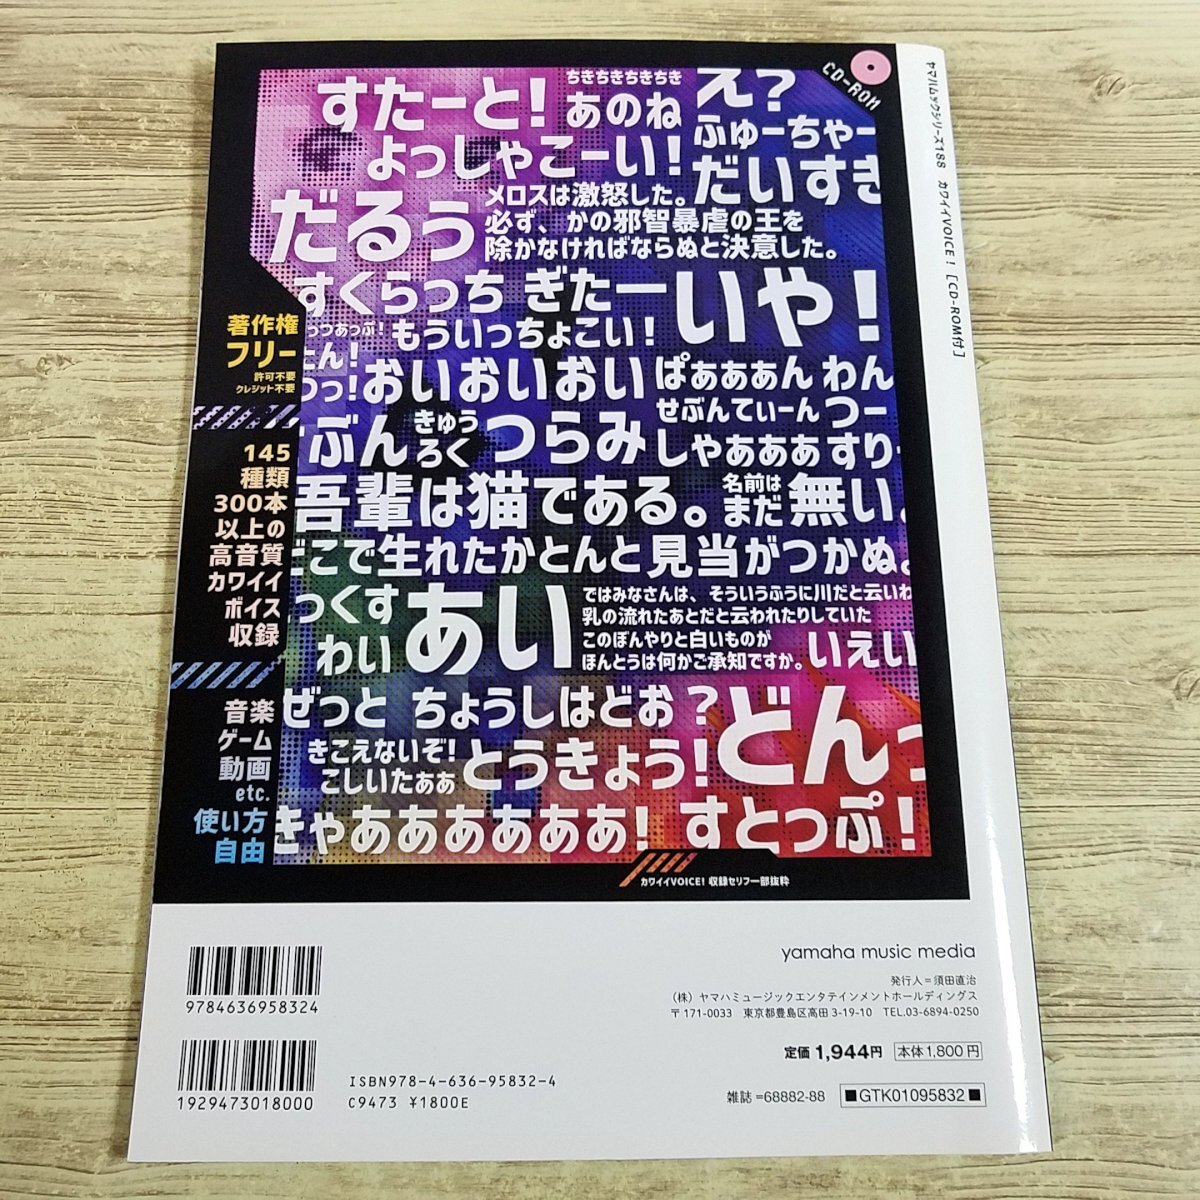 CD-ROM
すたーと!
ちきちきちきちき
あのね
え?
ふゅーちゃー
よっしゃこーい!
だいすき
だるぅ
メロスは激怒した。
必ず、かの邪智暴虐の王を
除かなければならぬと決意した。
すくらっち ぎたー
いや!
っつあっぷ!
もういっちょこい!
おいおいおい
ぱぁぁぁん わん
せぶんてぃーん つー
ぶん
きゅう
ろく
つらみ
しゃあああ すりー
吾輩は猫である。
名前は
まだ
無い。
どこで生れたかとんと見当がつかぬ。
っくす
わい
あい
ではみなさんは、そういうふうに川だと云いわ
乳の流れたあとだと云われたりしていた
このぼんやりと白いものが
ほんとうは何かご承知ですか。
いえい
ぜっと ちょうしはどお?
どんっ
きこえないぞ!
こしいたぁぁ
とうきょう!
きゃああああああ! すとっぷ!
カワイイVOICE! 収録セリフ一部抜粋
著作権
フリー
許可不要
クレジット不要
145
種類
300本
以上の
高音質
カワイイ
ボイス
収録
音楽
ゲーム
動画
etc.
使い方
自由
ヤマハムックシリーズ188 カワイイVOICE! [CD-ROM付]
9784636958324
1929473018000
ISBN978-4-636-95832-4
C9473 ¥1800E
yamaha music media
発行人=須田直治
(株) ヤマハミュージックエンタテインメントホールディングス
〒171-0033 東京都豊島区高田3-19-10 TEL.03-6894-0250
定価1,944円 本体1,800円
雑誌=68882-88 ■GTK01095832■